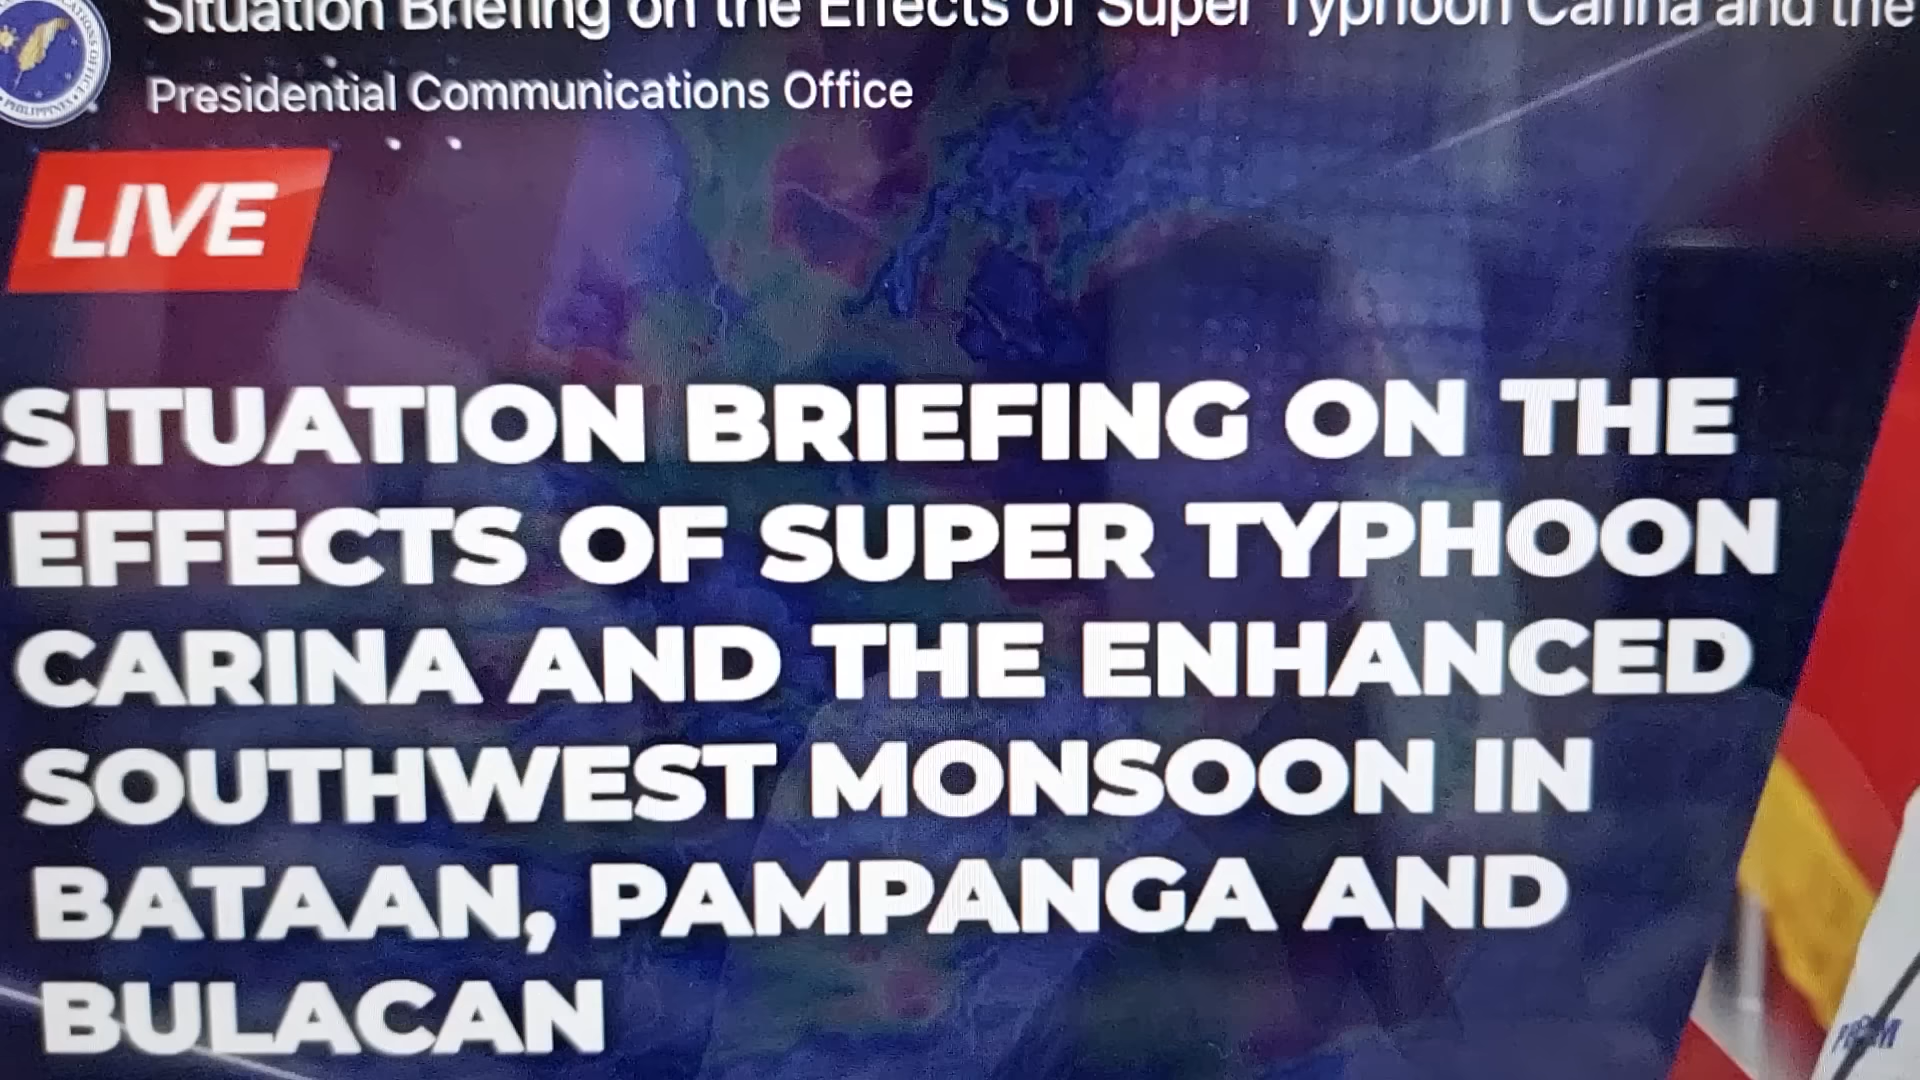 Situation Briefing on the Effects of Super Typhoon Carina and the
Presidential Communications Office
PHILIPPINES
LIVE
SITUATION BRIEFING ON THE
EFFECTS OF SUPER TYPHOON
CARINA AND THE ENHANCED
SOUTHWEST MONSOON IN
BATAAN, PAMPANGA AND
BULACAN